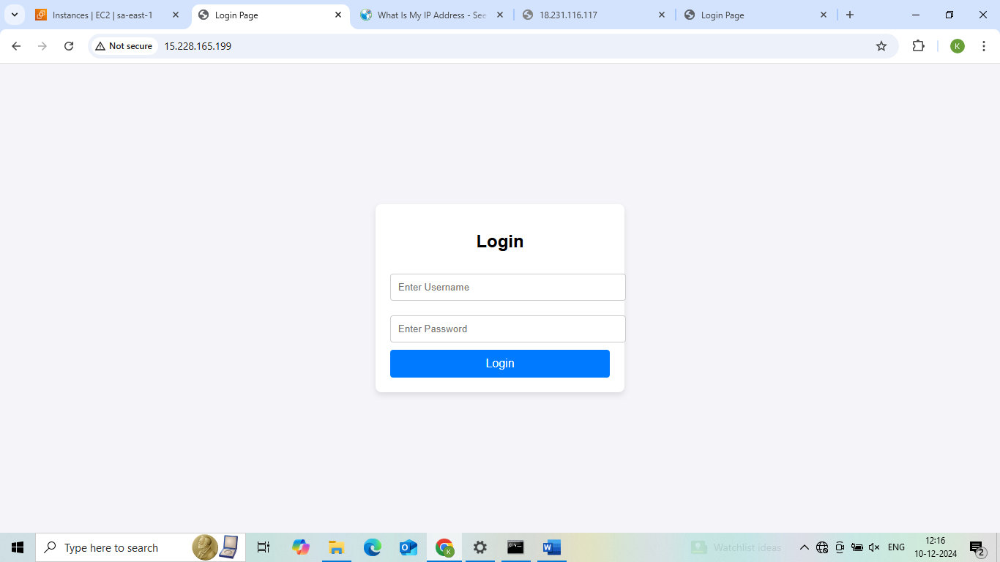 Instances | EC2 | sa-east-1
Login Page
What Is My IP Address - See
18.231.116.117
Login Page
Not secure
15.228.165.199
K
Login
Enter Username
Enter Password
Login
Type here to search
K
Watchlist ideas
ENG
12:16
10-12-2024
2